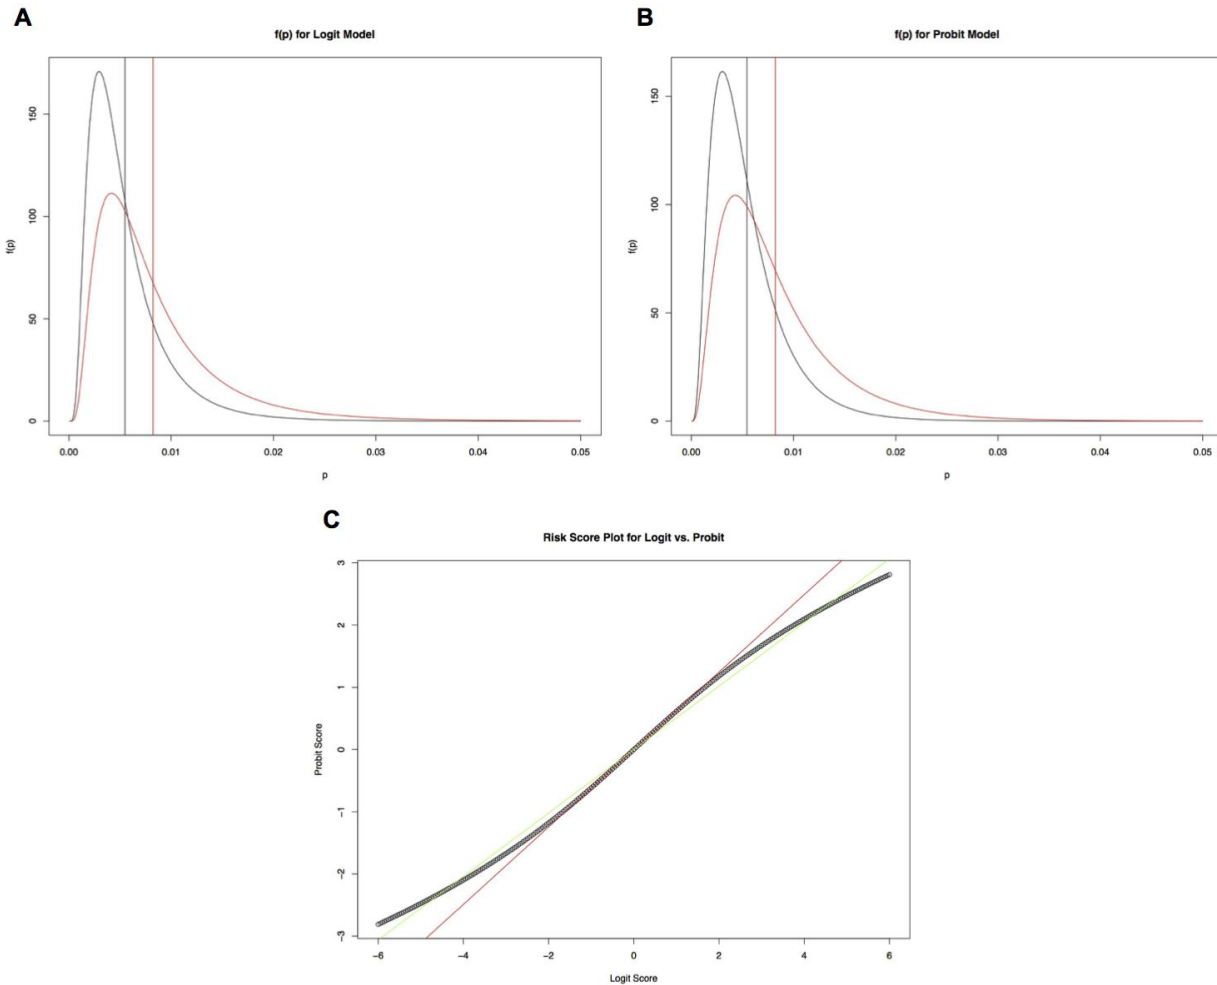 A
f(p) for Logit Model
f(p)
150
100
50
0
0.00 0.01 0.02 0.03 0.04 0.05
p
B
f(p) for Probit Model
f(p)
150
100
50
0
0.00 0.01 0.02 0.03 0.04 0.05
p
C
Risk Score Plot for Logit vs. Probit
Probit Score
3
2
1
0
−1
−2
−3
−6 −4 −2 0 2 4 6
Logit Score